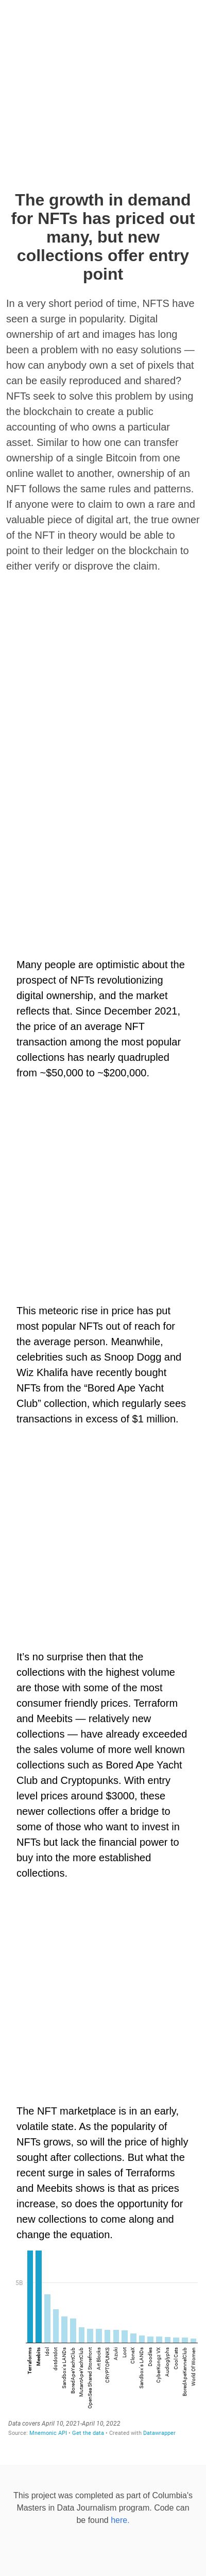 The growth in demand
for NFTs has priced out
many, but new
collections offer entry
point
In a very short period of time, NFTS have
seen a surge in popularity. Digital
ownership of art and images has long
been a problem with no easy solutions —
how can anybody own a set of pixels that
can be easily reproduced and shared?
NFTs seek to solve this problem by using
the blockchain to create a public
accounting of who owns a particular
asset. Similar to how one can transfer
ownership of a single Bitcoin from one
online wallet to another, ownership of an
NFT follows the same rules and patterns.
If anyone were to claim to own a rare and
valuable piece of digital art, the true owner
of the NFT in theory would be able to
point to their ledger on the blockchain to
either verify or disprove the claim.
Many people are optimistic about the
prospect of NFTs revolutionizing
digital ownership, and the market
reflects that. Since December 2021,
the price of an average NFT
transaction among the most popular
collections has nearly quadrupled
from ~$50,000 to ~$200,000.
This meteoric rise in price has put
most popular NFTs out of reach for
the average person. Meanwhile,
celebrities such as Snoop Dogg and
Wiz Khalifa have recently bought
NFTs from the “Bored Ape Yacht
Club” collection, which regularly sees
transactions in excess of $1 million.
It’s no surprise then that the
collections with the highest volume
are those with some of the most
consumer friendly prices. Terraform
and Meebits — relatively new
collections — have already exceeded
the sales volume of more well known
collections such as Bored Ape Yacht
Club and Cryptopunks. With entry
level prices around $3000, these
newer collections offer a bridge to
some of those who want to invest in
NFTs but lack the financial power to
buy into the more established
collections.
The NFT marketplace is in an early,
volatile state. As the popularity of
NFTs grows, so will the price of highly
sought after collections. But what the
recent surge in sales of Terraforms
and Meebits shows is that as prices
increase, so does the opportunity for
new collections to come along and
change the equation.
5B
Terraforms
Meebits
Idol
dotdotdot
Sandbox's LANDs
BoredApeYachtClub
MutantApeYachtClub
OpenSea Shared Storefront
Art Blocks
CRYPTOPUNKS
Azuki
Loot
CloneX
Sandbox's LANDs
Doodles
CyberKongz VX
Audioglyphs
Cool Cats
BoredApeKennelClub
World Of Women
Data covers April 10, 2021-April 10, 2022
Source: Mnemonic API • Get the data • Created with Datawrapper
This project was completed as part of Columbia's
Masters in Data Journalism program. Code can
be found here.